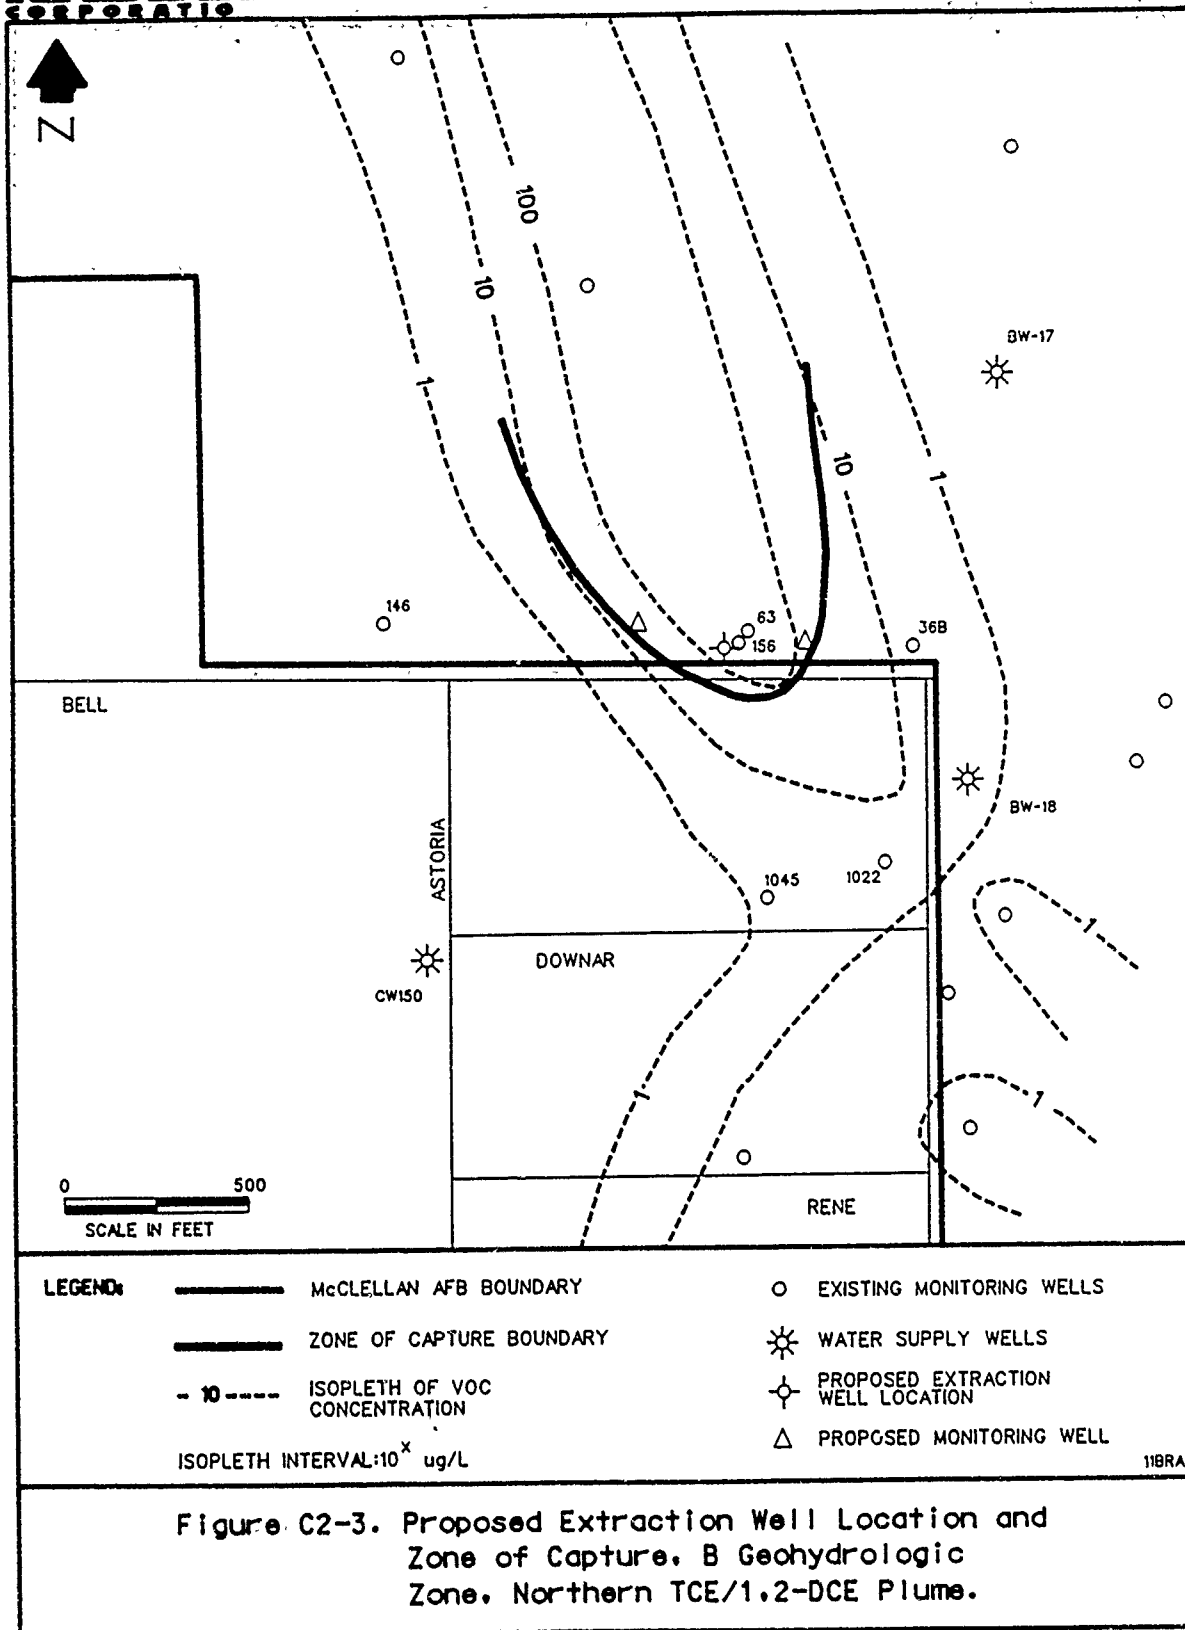 CORPORATIO
N
100
10
BW-17
1
10
1
146
63
156
36B
BELL
BW-18
ASTORIA
1045
1022
1
DOWNAR
CW150
1
1
0 500
RENE
SCALE IN FEET
LEGEND:
McCLELLAN AFB BOUNDARY
EXISTING MONITORING WELLS
ZONE OF CAPTURE BOUNDARY
WATER SUPPLY WELLS
- 10 ----- ISOPLETH OF VOC
CONCENTRATION
PROPOSED EXTRACTION
WELL LOCATION
PROPOSED MONITORING WELL
ISOPLETH INTERVAL:10^X ug/L
11BRA
Figure C2-3. Proposed Extraction Well Location and
Zone of Capture, B Geohydrologic
Zone, Northern TCE/1,2-DCE Plume.